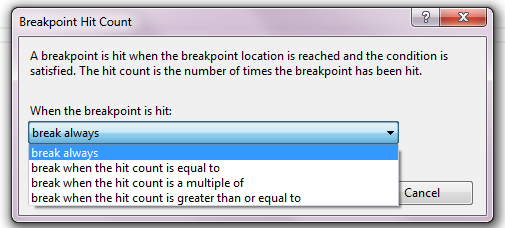 Breakpoint Hit Count
?
A breakpoint is hit when the breakpoint location is reached and the condition is
satisfied. The hit count is the number of times the breakpoint has been hit.
When the breakpoint is hit:
break always
break always
break when the hit count is equal to
break when the hit count is a multiple of
break when the hit count is greater than or equal to
Cancel